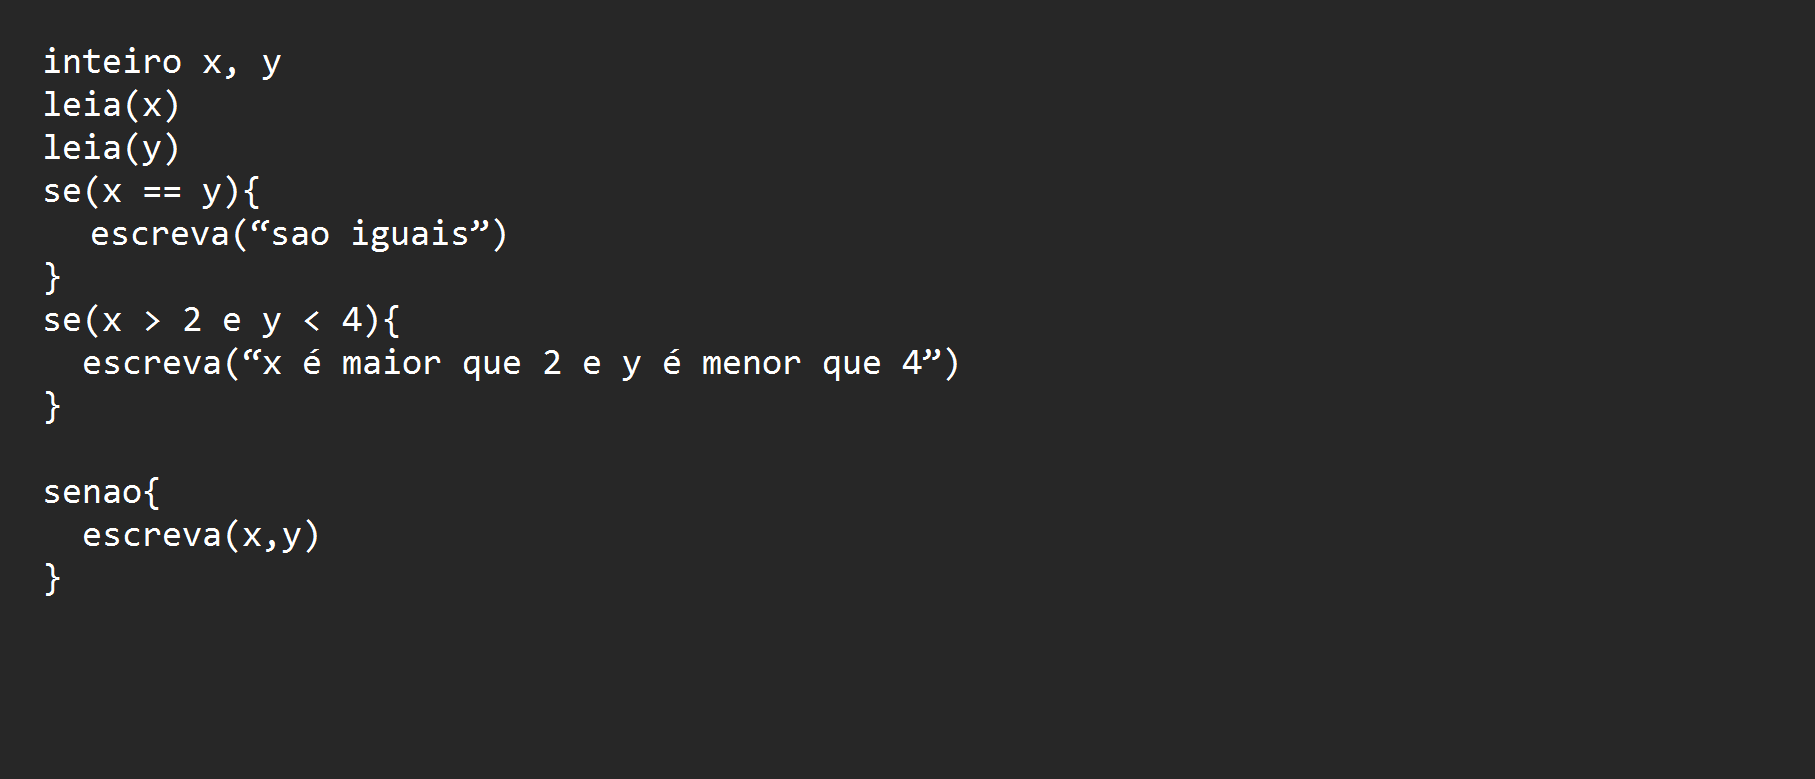 inteiro x, y
leia(x)
leia(y)
se(x == y){
escreva(“sao iguais”)
}
se(x > 2 e y < 4){
escreva(“x é maior que 2 e y é menor que 4”)
}
senao{
escreva(x,y)
}